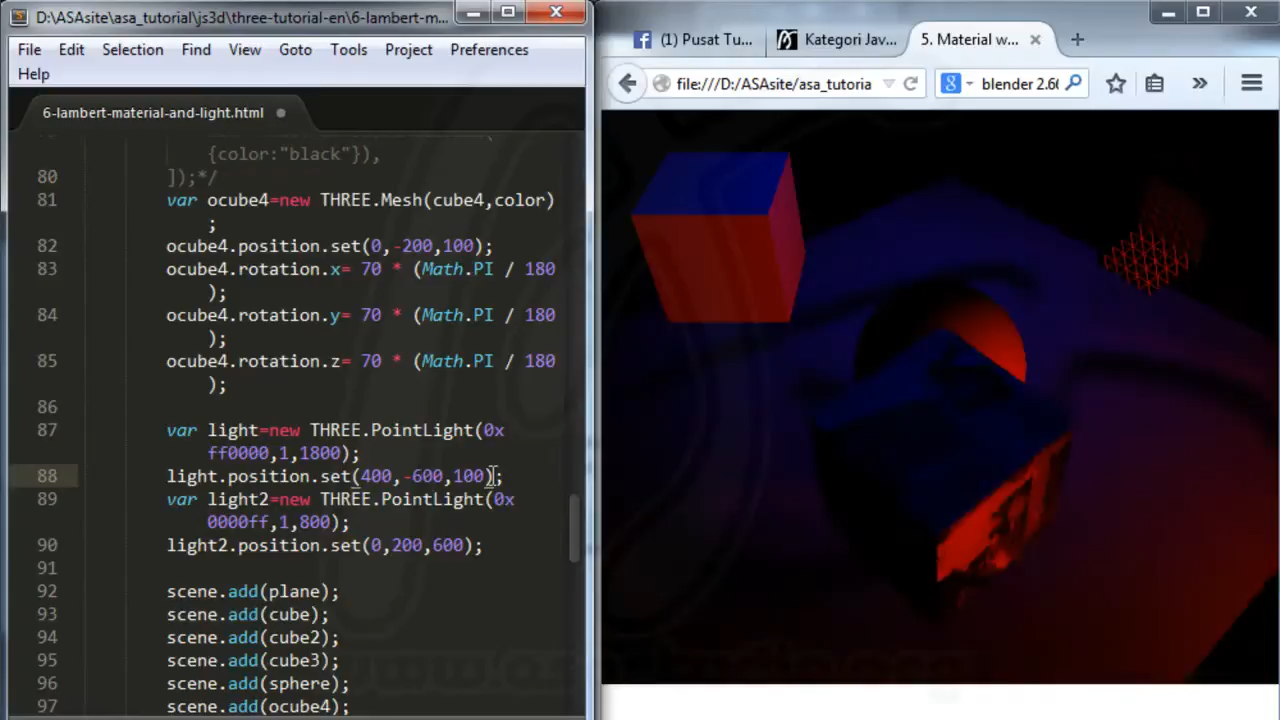 D:\ASAsite\asa_tutorial\js3d\three-tutorial-en\6-lambert-m...
File Edit Selection Find View Goto Tools Project Preferences
Help
6-lambert-material-and-light.html
{color:"black"}),
80 ]);*/
81 var ocube4=new THREE.Mesh(cube4,color)
;
82 ocube4.position.set(0,-200,100);
83 ocube4.rotation.x= 70 * (Math.PI / 180
);
84 ocube4.rotation.y= 70 * (Math.PI / 180
);
85 ocube4.rotation.z= 70 * (Math.PI / 180
);
86
87 var light=new THREE.PointLight(0x
ff0000,1,1800);
88 light.position.set(400,-600,100);
89 var light2=new THREE.PointLight(0x
0000ff,1,800);
90 light2.position.set(0,200,600);
91
92 scene.add(plane);
93 scene.add(cube);
94 scene.add(cube2);
95 scene.add(cube3);
96 scene.add(sphere);
97 scene.add(ocube4);
(1) Pusat Tu... Kategori Jav... 5. Material w...
file:///D:/ASAsite/asa_tutoria blender 2.6